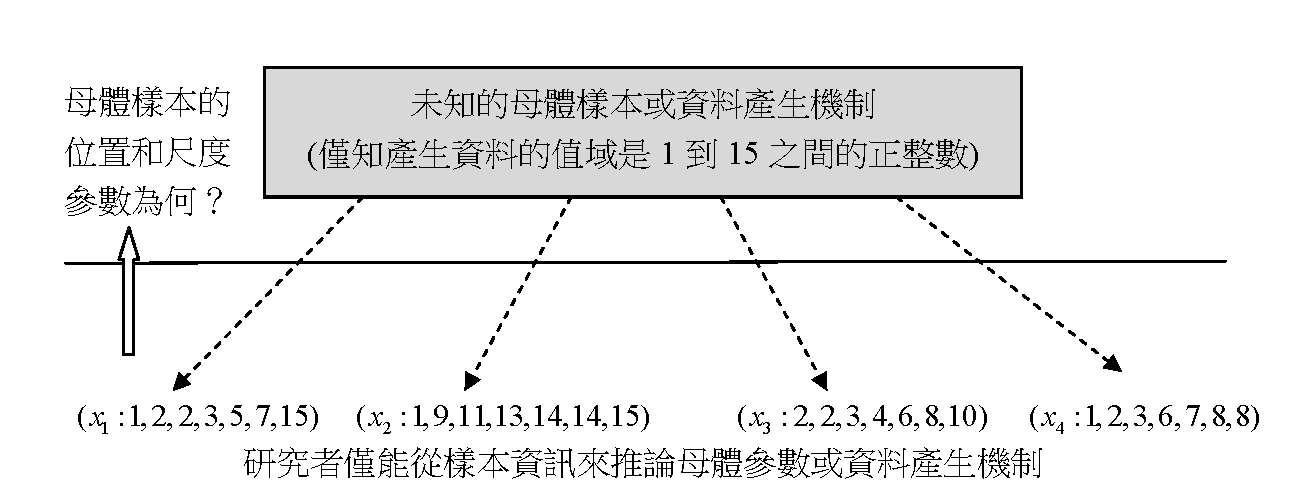 母體樣本的
位置和尺度
參數為何？
未知的母體樣本或資料產生機制
(僅知產生資料的值域是 1 到 15 之間的正整數)
(x₁ :1,2,2,3,5,7,15) (x₂ :1,9,11,13,14,14,15) (x₃ :2,2,3,4,6,8,10) (x₄ :1,2,3,6,7,8,8)
研究者僅能從樣本資訊來推論母體參數或資料產生機制